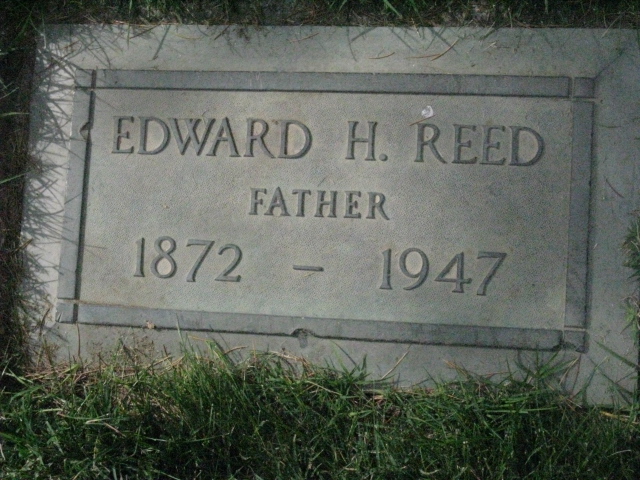 EDWARD H. REED
FATHER
1872 – 1947